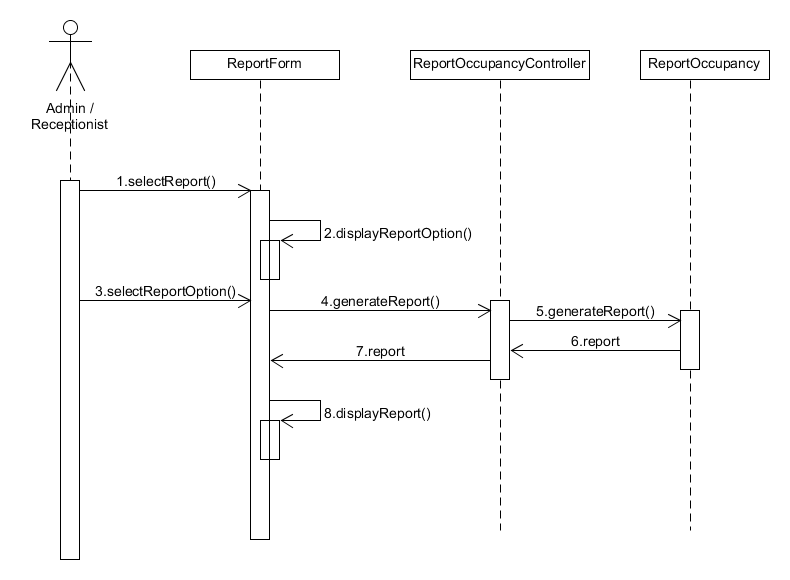 ReportForm
ReportOccupancyController
ReportOccupancy
Admin /
Receptionist
1.selectReport()
2.displayReportOption()
3.selectReportOption()
4.generateReport()
5.generateReport()
6.report
7.report
8.displayReport()